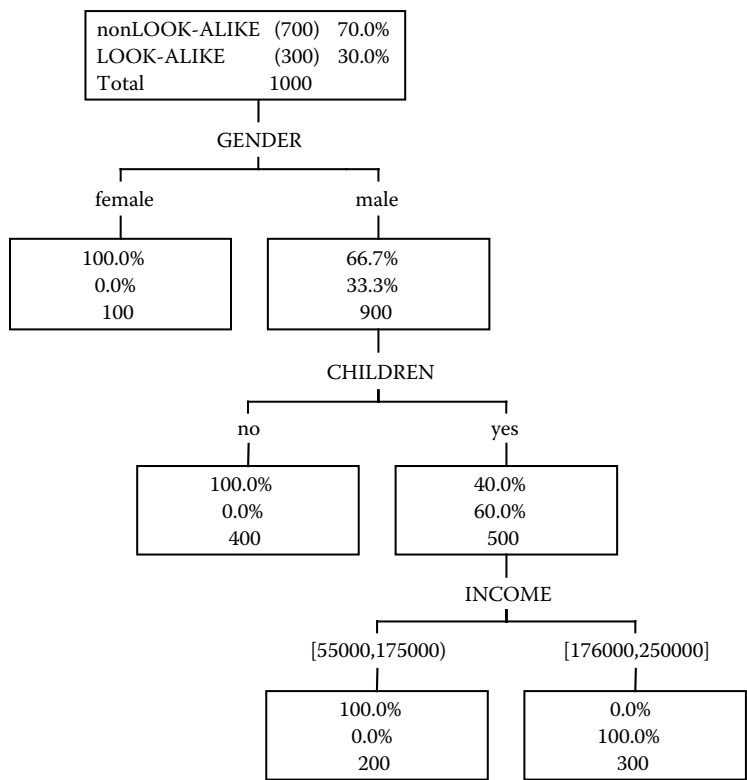 nonLOOK-ALIKE (700) 70.0%
LOOK-ALIKE (300) 30.0%
Total 1000
GENDER
female male
100.0% 66.7%
0.0% 33.3%
100 900
CHILDREN
no yes
100.0% 40.0%
0.0% 60.0%
400 500
INCOME
[55000,175000) [176000,250000]
100.0% 0.0%
0.0% 100.0%
200 300